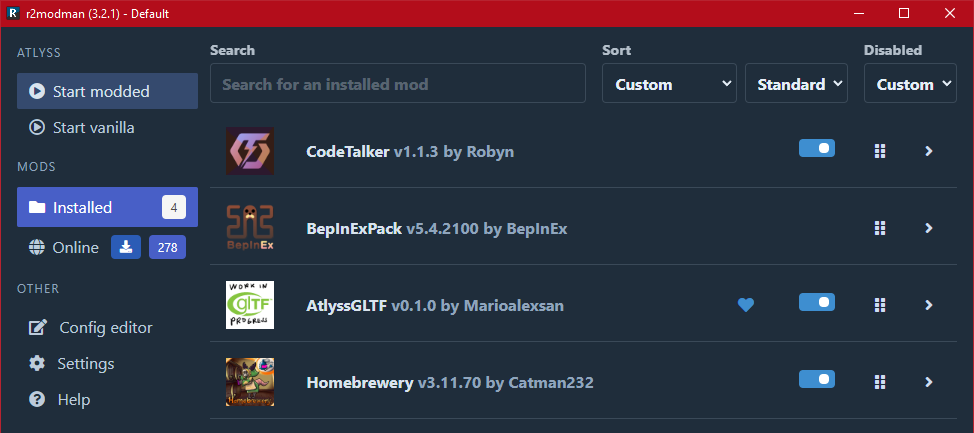 r2modman (3.2.1) - Default
ATLYSS
Start modded
Start vanilla
MODS
Installed 4
Online 278
OTHER
Config editor
Settings
Help
Search Sort Disabled
Search for an installed mod Custom Standard Custom
CodeTalker v1.1.3 by Robyn
BepInEx
BepInExPack v5.4.2100 by BepInEx
WORK IN
glTF
PROGRESS
AtlyssGLTF v0.1.0 by Marioalexsan
Homebrewery
Homebrewery v3.11.70 by Catman232